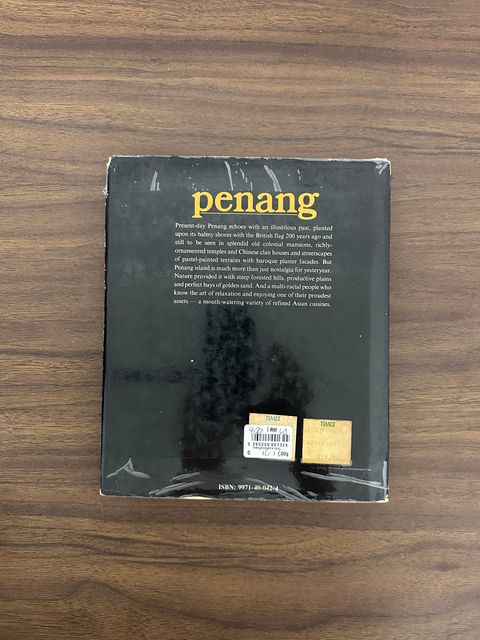 penang
Present-day Penang echoes with an illustrious past, planted
upon its balmy shores with the British flag 200 years ago and
still to be seen in splendid old colonial mansions, richly-
ornamented temples and Chinese clan houses and streetscapes
of pastel-painted terraces with baroque plaster facades. But
Penang island is much more than just nostalgia for yesteryear.
Nature provided it with steep forested hills, productive plains
and perfect bays of golden sand. And a multi-racial people who
know the art of relaxation and enjoying one of their proudest
assets — a mouth-watering variety of refined Asian cuisines.
TIMES
TIMES
ISBN: 9971-40-042-4